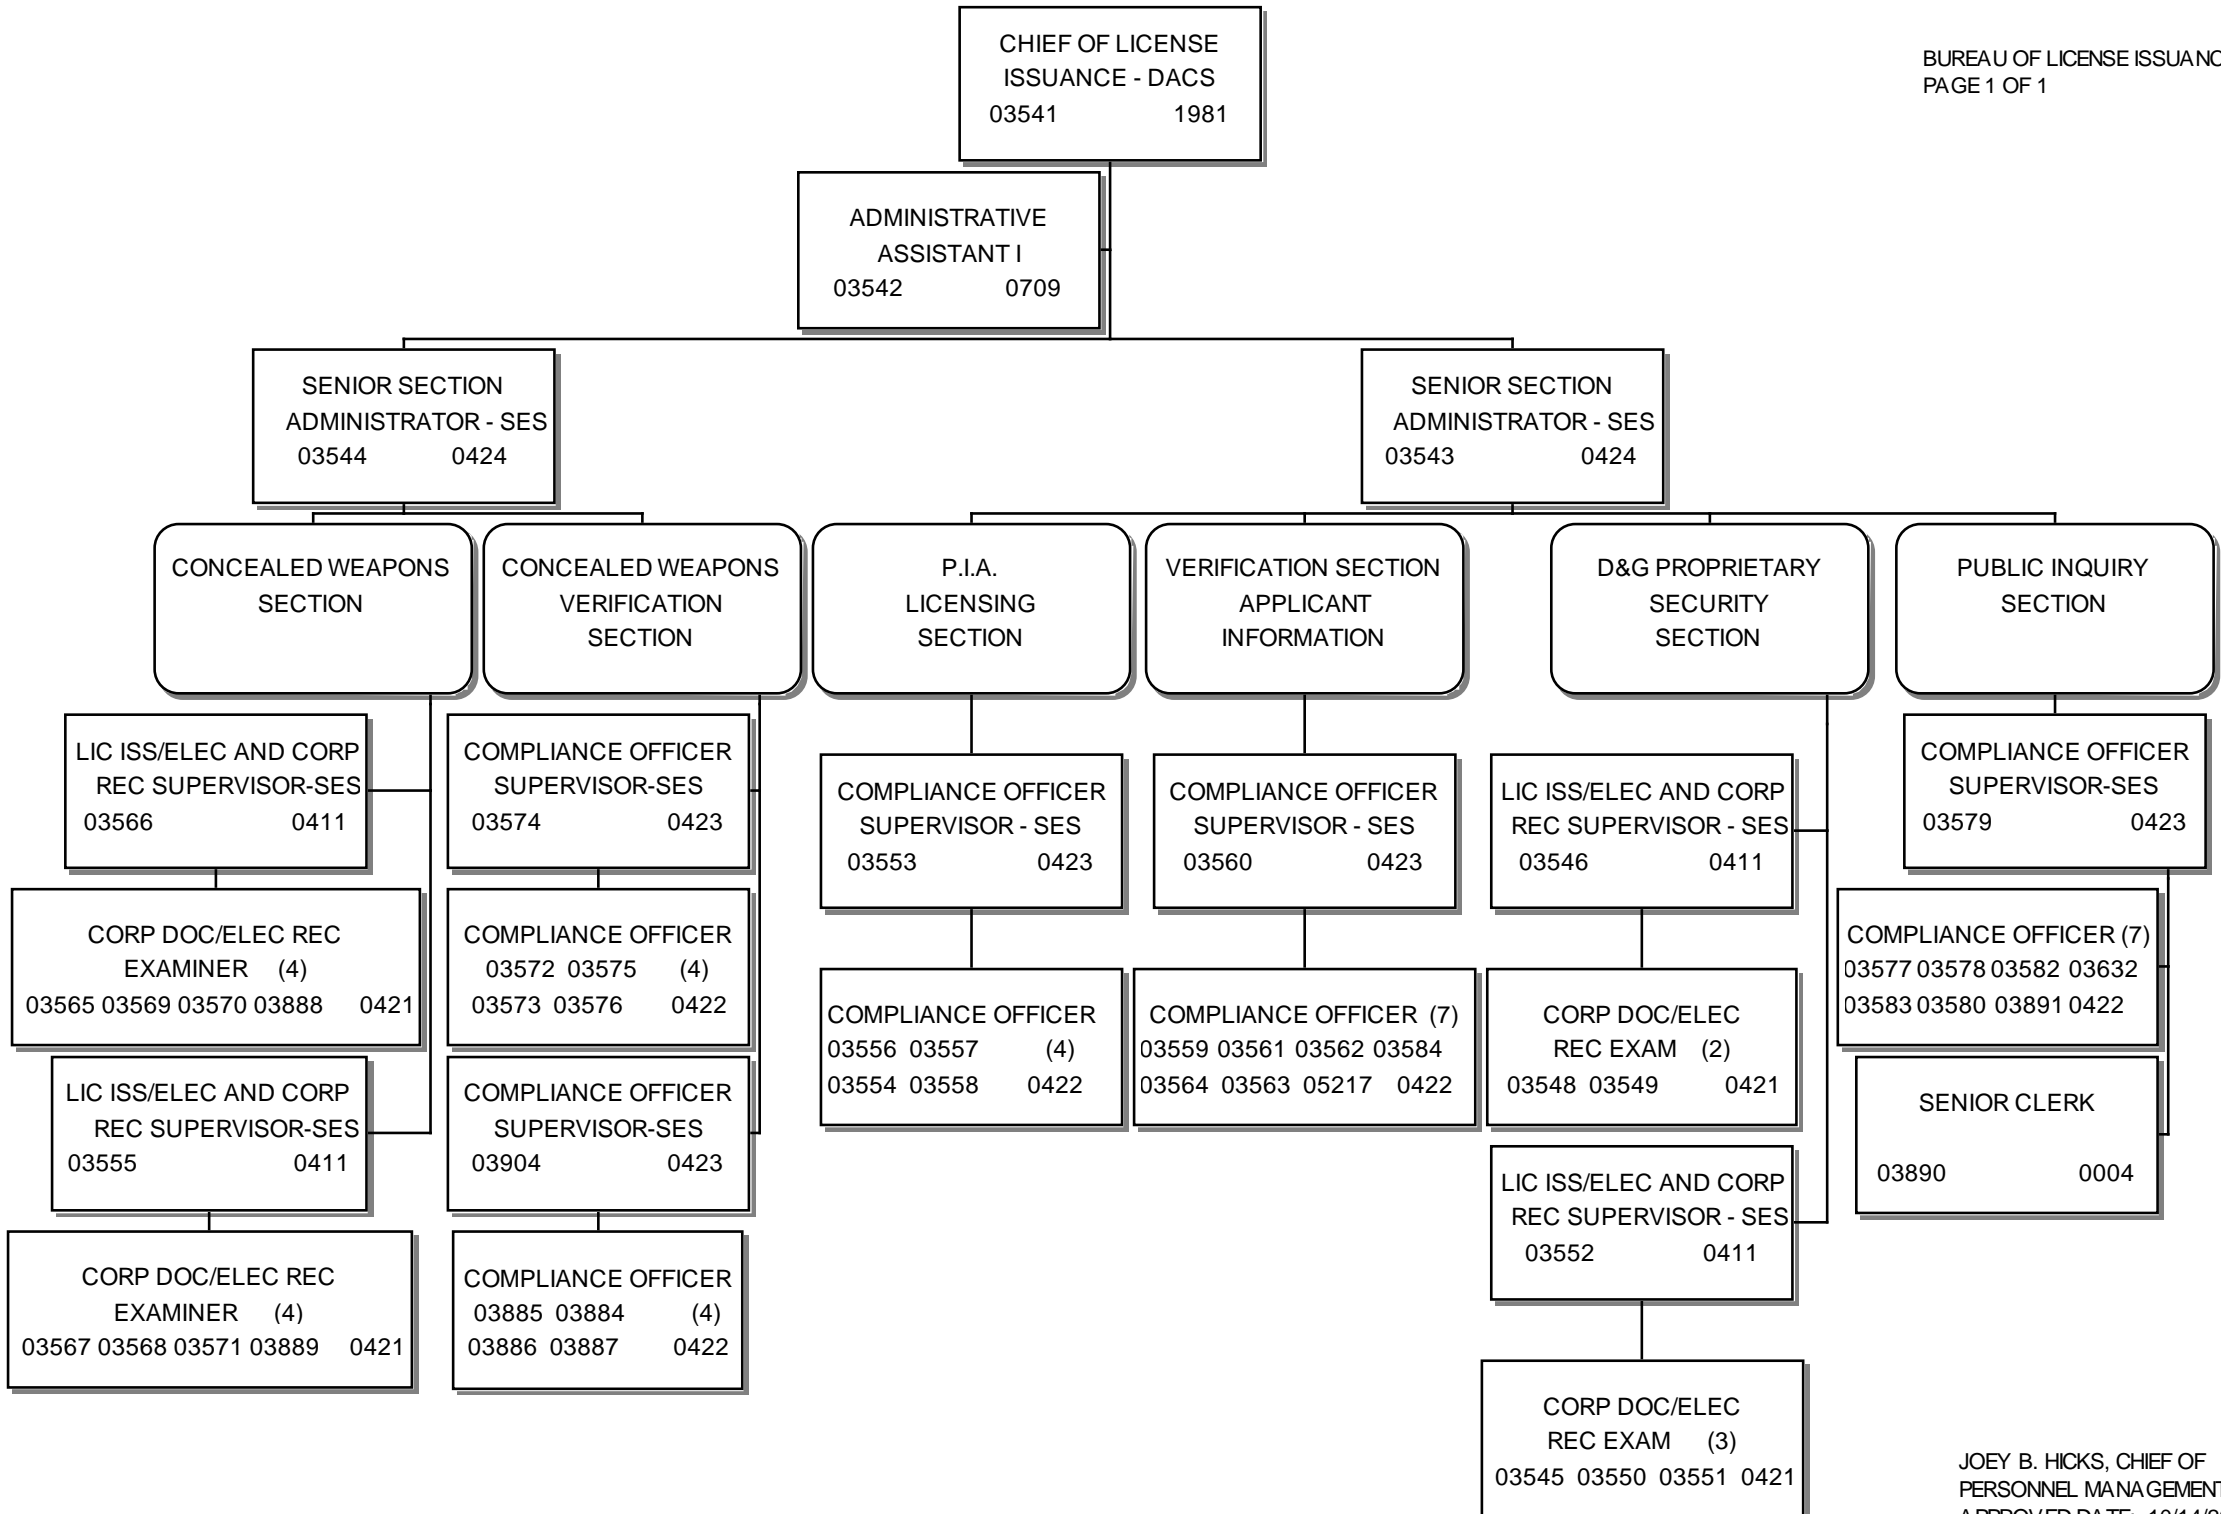 CHIEF OF LICENSE
ISSUANCE - DACS
03541 1981
BUREAU OF LICENSE
PAGE 1 OF 1
ADMINISTRATIVE
ASSISTANT I
03542 0709
SENIOR SECTION
ADMINISTRATOR - SES
03544 0424
SENIOR SECTION
ADMINISTRATOR - SES
03543 0424
CONCEALED WEAPONS
SECTION
CONCEALED WEAPONS
VERIFICATION
SECTION
P.I.A.
LICENSING
SECTION
VERIFICATION SECTION
APPLICANT
INFORMATION
D&G PROPRIETARY
SECURITY
SECTION
PUBLIC INQUIRY
SECTION
LIC ISS/ELEC AND CORP
REC SUPERVISOR-SES
03566 0411
CORP DOC/ELEC REC
EXAMINER (4)
03565 03569 03570 03888 0421
LIC ISS/ELEC AND CORP
REC SUPERVISOR-SES
03555 0411
CORP DOC/ELEC REC
EXAMINER (4)
03567 03568 03571 03889 0421
COMPLIANCE OFFICER
SUPERVISOR-SES
03574 0423
COMPLIANCE OFFICER
03572 03575 (4)
03573 03576 0422
COMPLIANCE OFFICER
SUPERVISOR-SES
03904 0423
COMPLIANCE OFFICER
03885 03884 (4)
03886 03887 0422
COMPLIANCE OFFICER
SUPERVISOR - SES
03553 0423
COMPLIANCE OFFICER
03556 03557 (4)
03554 03558 0422
COMPLIANCE OFFICER
SUPERVISOR - SES
03560 0423
COMPLIANCE OFFICER (7)
03559 03561 03562 03584
03564 03563 05217 0422
LIC ISS/ELEC AND CORP
REC SUPERVISOR - SES
03546 0411
CORP DOC/ELEC
REC EXAM (2)
03548 03549 0421
LIC ISS/ELEC AND CORP
REC SUPERVISOR - SES
03552 0411
CORP DOC/ELEC
REC EXAM (3)
03545 03550 03551 0421
COMPLIANCE OFFICER
SUPERVISOR-SES
03579 0423
COMPLIANCE OFFICER (7)
03577 03578 03582 03632
03583 03580 03891 0422
SENIOR CLERK
03890 0004
JOEY B. HICKS, CHIEF OF
PERSONNEL MANAGEMENT
APPROVED DATE: